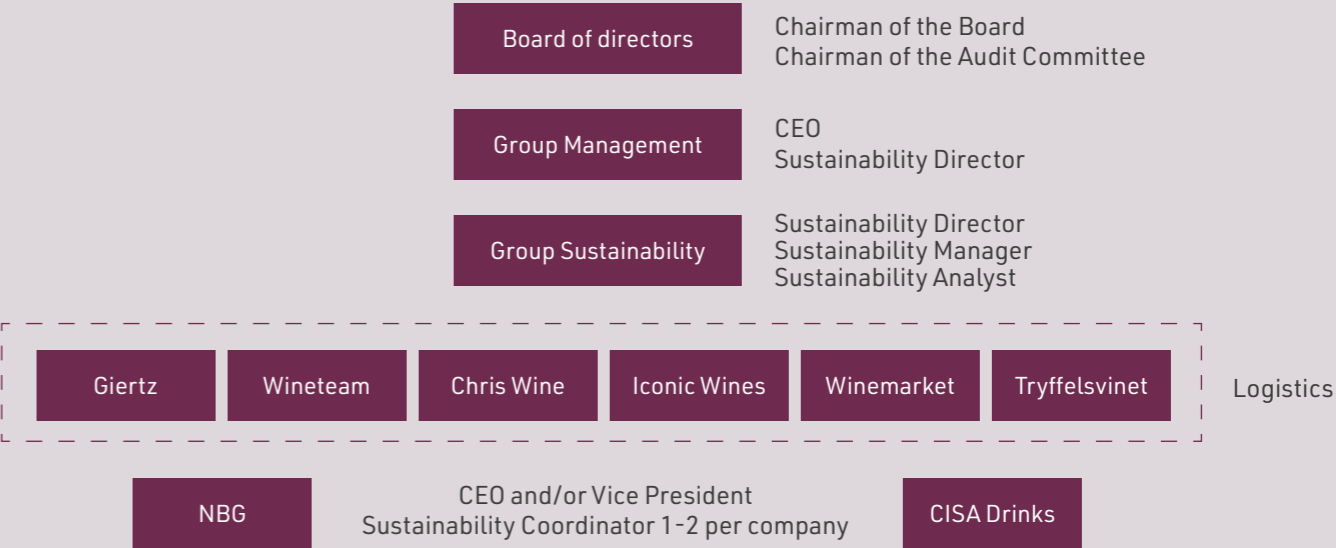 Board of directors
Chairman of the Board
Chairman of the Audit Committee
Group Management
CEO
Sustainability Director
Group Sustainability
Sustainability Director
Sustainability Manager
Sustainability Analyst
Giertz
Wineteam
Chris Wine
Iconic Wines
Winemarket
Tryffelsvinet
Logistics
NBG
CEO and/or Vice President
Sustainability Coordinator 1-2 per company
CISA Drinks